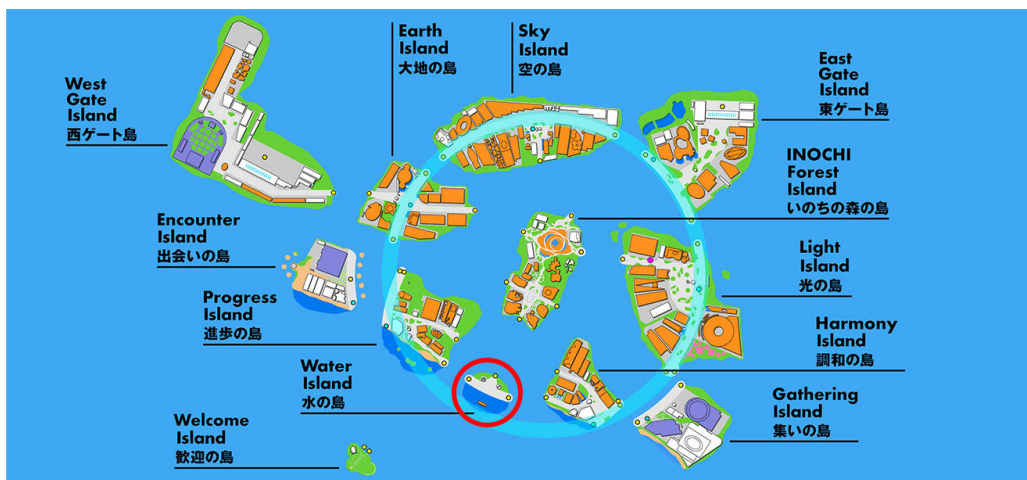 Earth
Island
大地の島
Sky
Island
空の島
East
Gate
Island
東ゲート島
West
Gate
Island
西ゲート島
INOCHI
Forest
Island
いのちの森の島
Encounter
Island
出会いの島
Light
Island
光の島
Progress
Island
進歩の島
Harmony
Island
調和の島
Water
Island
水の島
Gathering
Island
集いの島
Welcome
Island
歓迎の島